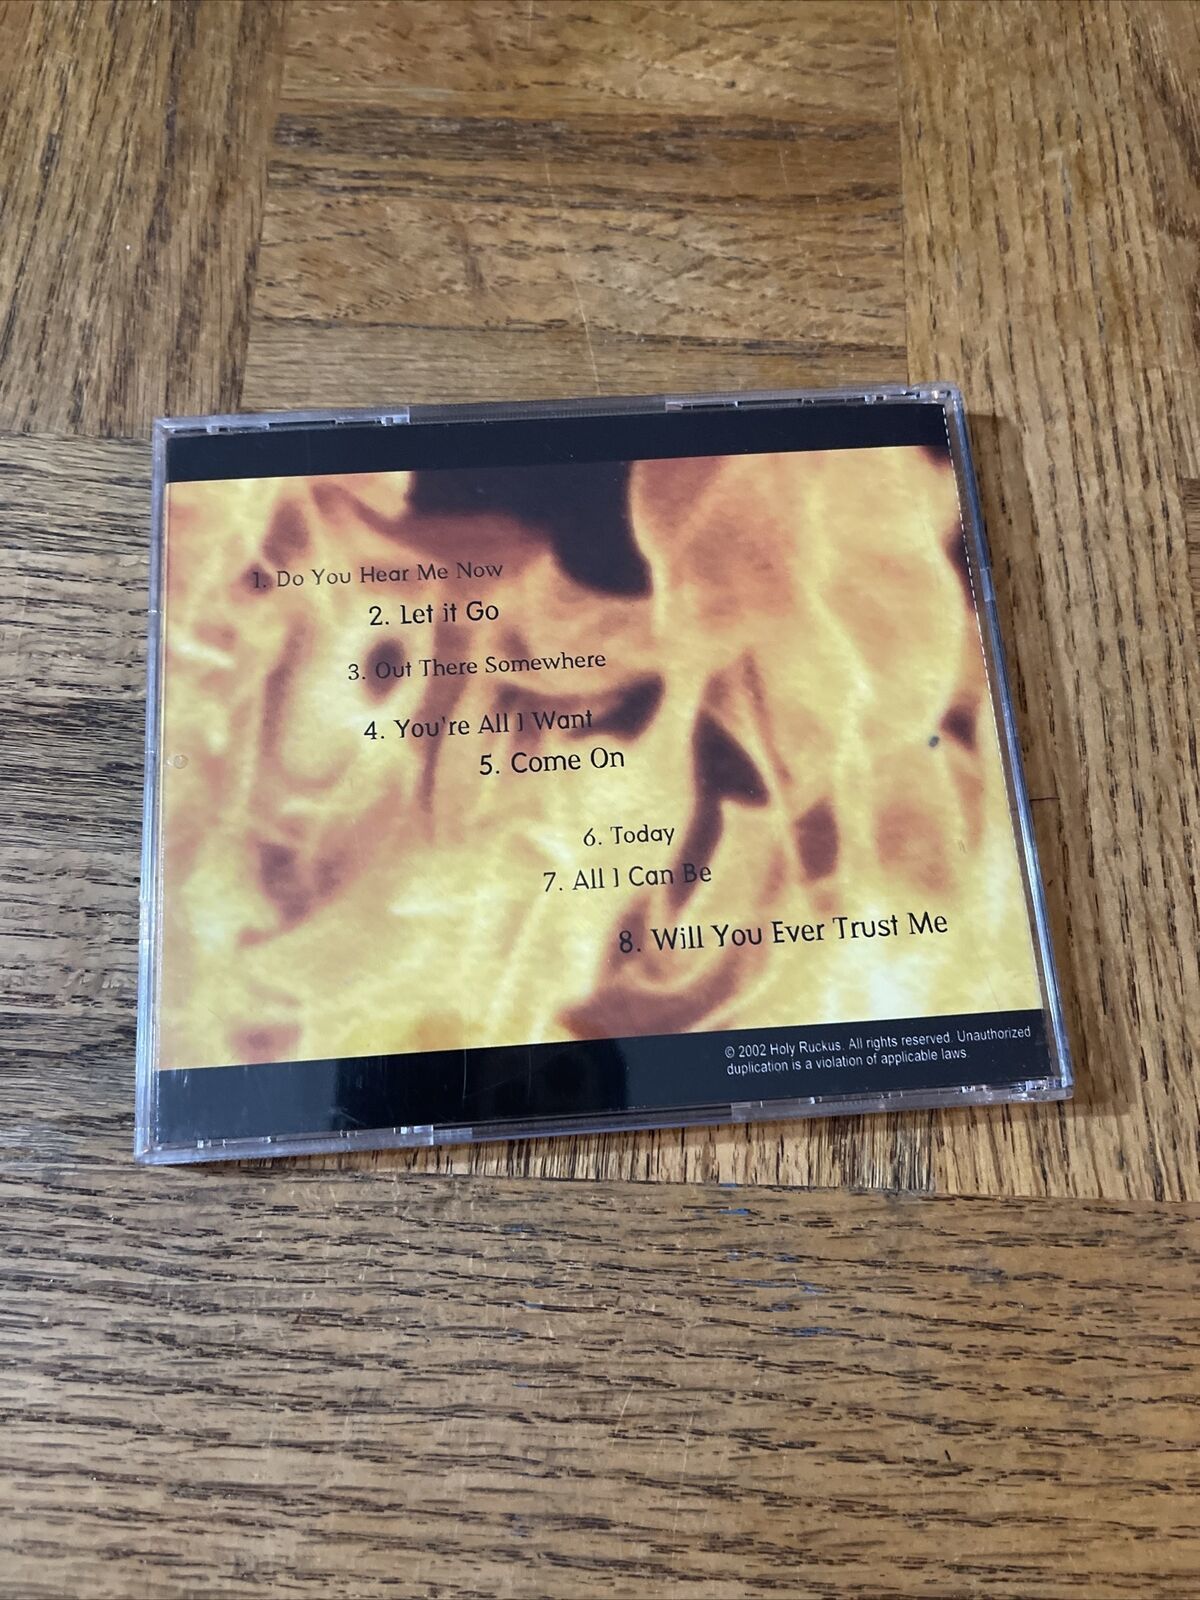 1. Do You Hear Me Now
2. Let it Go
3. Out There Somewhere
4. You're All I Want
5. Come On
6. Today
7. All I Can Be
8. Will You Ever Trust Me
© 2002 Holy Ruckus. All rights reserved. Unauthorized
duplication is a violation of applicable laws.